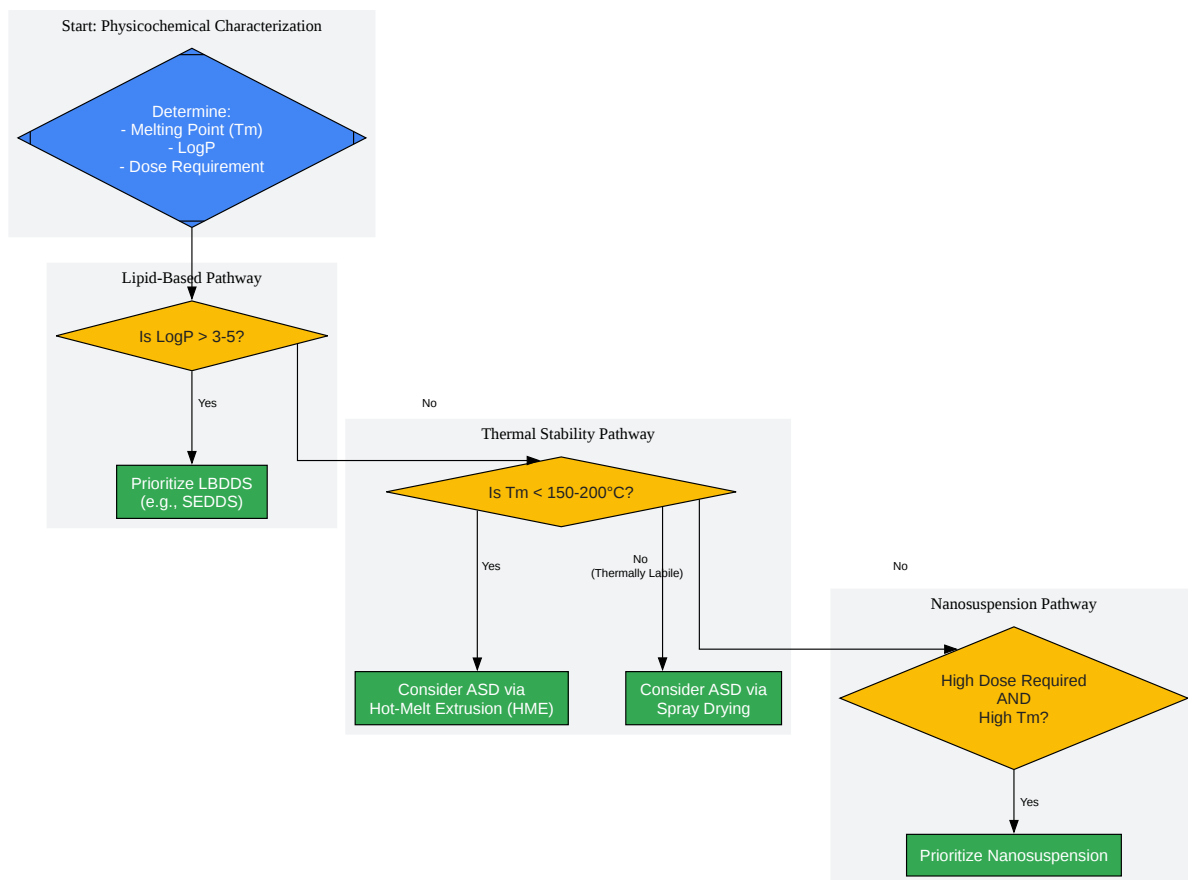 Start: Physicochemical Characterization
Determine:
- Melting Point (Tm)
- LogP
- Dose Requirement
Lipid-Based Pathway
Is LogP > 3-5?
Yes
No
Prioritize LBDDS
(e.g., SEDDS)
Thermal Stability Pathway
Is Tm < 150-200°C?
Yes
No
(Thermally Labile)
No
Consider ASD via
Hot-Melt Extrusion (HME)
Consider ASD via
Spray Drying
Nanosuspension Pathway
High Dose Required
AND
High Tm?
Yes
Prioritize Nanosuspension